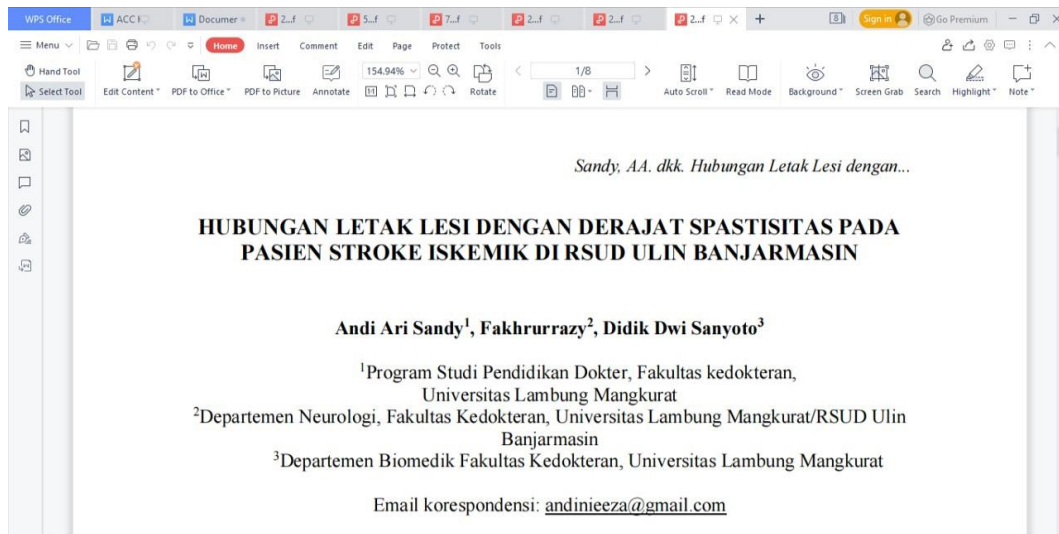 WPS Office ACC Documer 2...f 5...f 7...f 2...f 2...f 2...f Sign in Go Premium
Menu Home Insert Comment Edit Page Protect Tools
Hand Tool 154.94% 1/8
Select Tool Edit Content PDF to Office PDF to Picture Annotate Rotate Auto Scroll Read Mode Background Screen Grab Search Highlight Note
Sandy, AA. dkk. Hubungan Letak Lesi dengan...
HUBUNGAN LETAK LESI DENGAN DERAJAT SPASTISITAS PADA
PASIEN STROKE ISKEMIK DI RSUD ULIN BANJARMASIN
Andi Ari Sandy¹, Fakhrurrazy², Didik Dwi Sanyoto³
¹Program Studi Pendidikan Dokter, Fakultas kedokteran,
Universitas Lambung Mangkurat
²Departemen Neurologi, Fakultas Kedokteran, Universitas Lambung Mangkurat/RSUD Ulin
Banjarmasin
³Departemen Biomedik Fakultas Kedokteran, Universitas Lambung Mangkurat
Email korespondensi: andinieeza@gmail.com